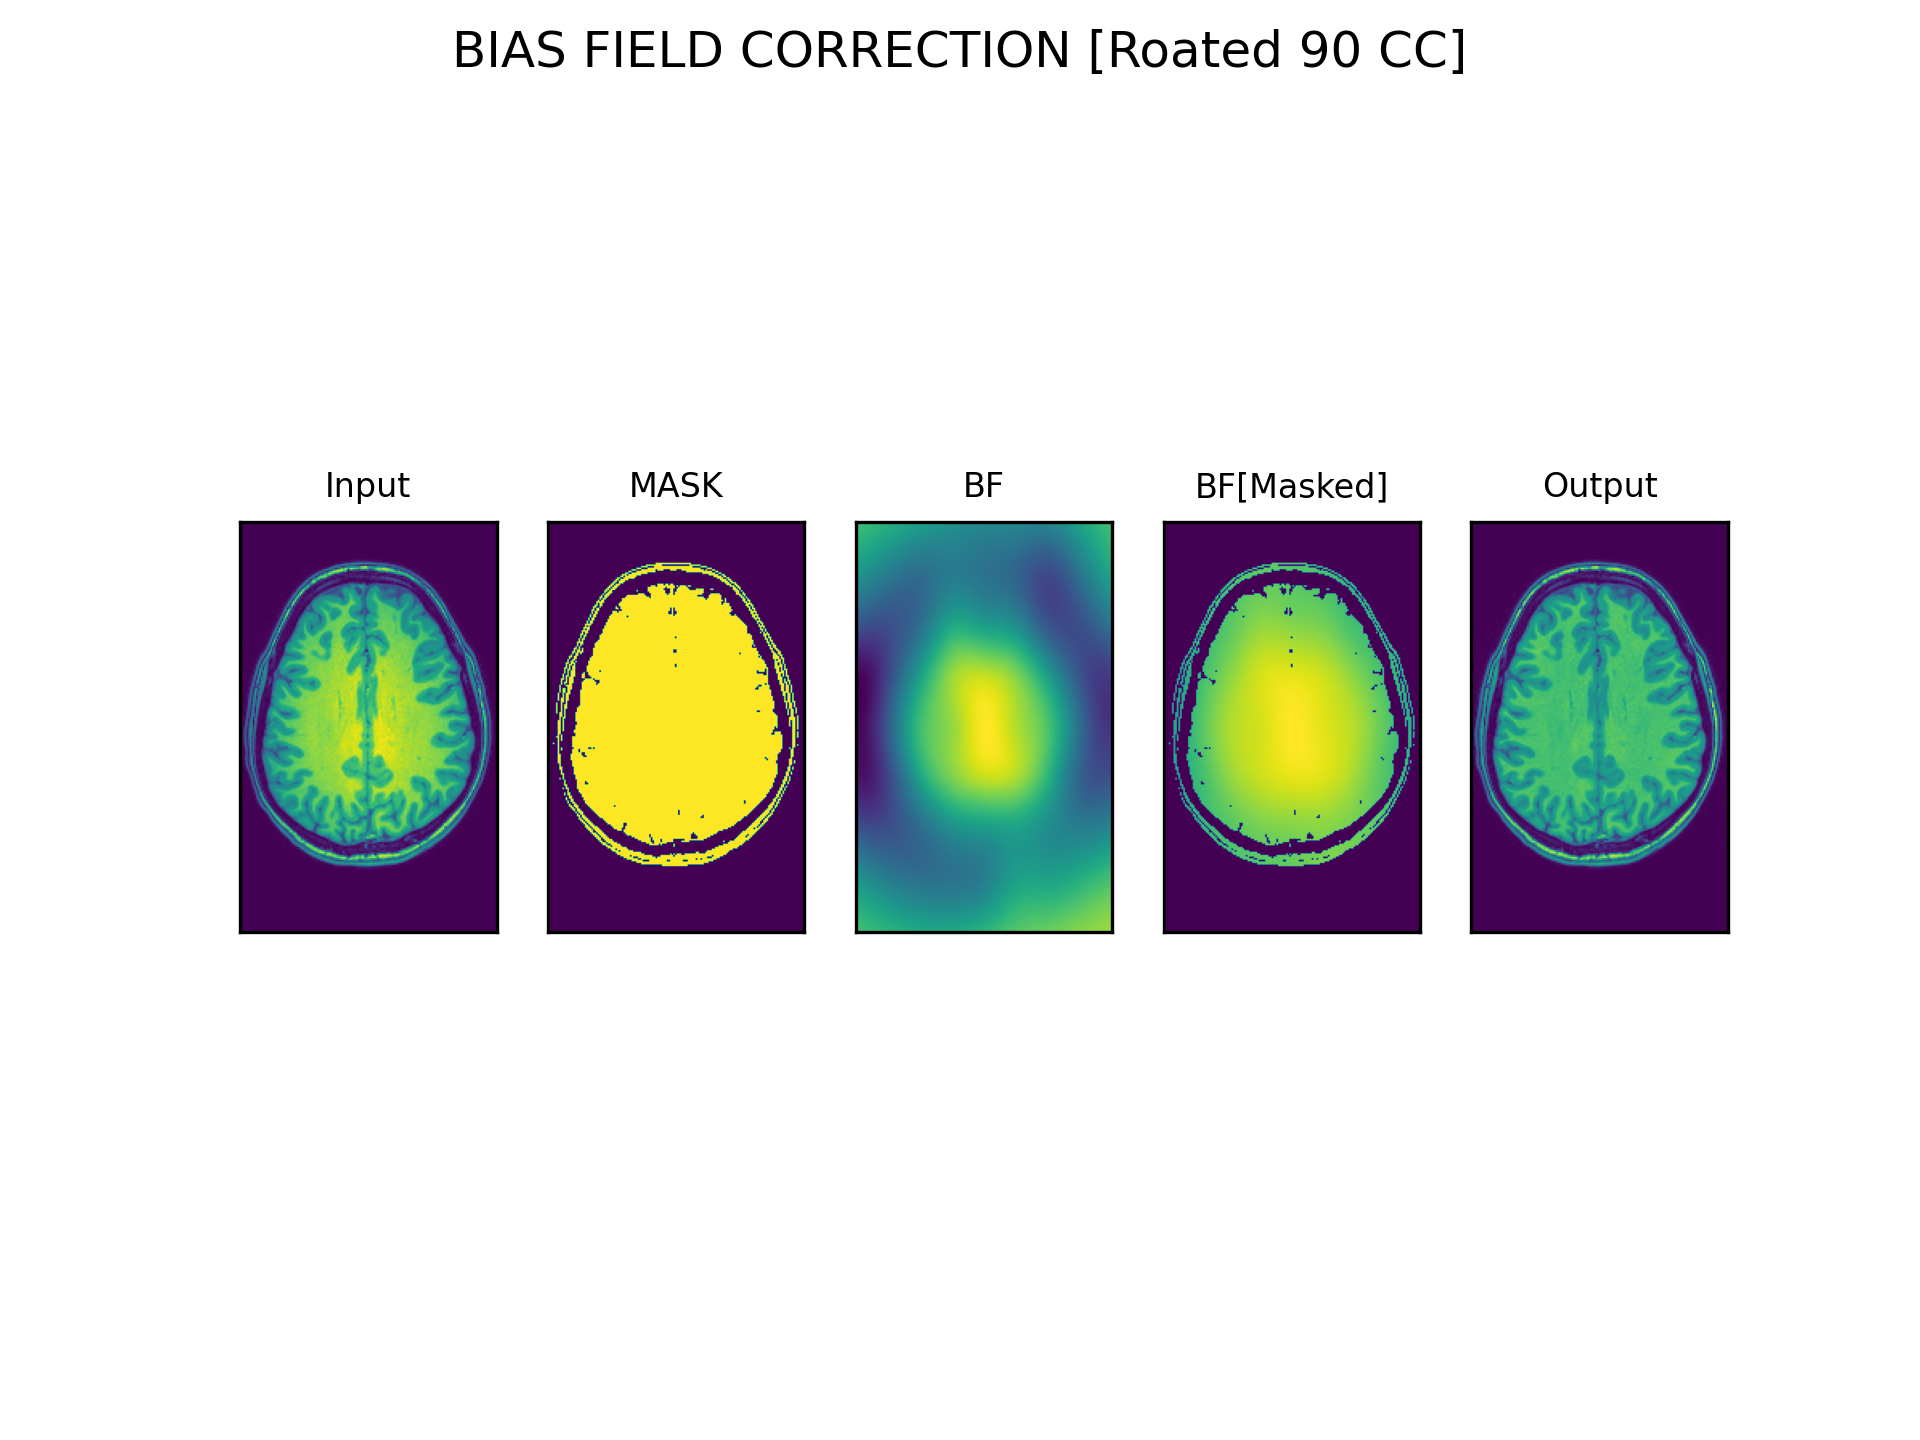 BIAS FIELD CORRECTION [Roated 90 CC]
Input
MASK
BF
BF[Masked]
Output